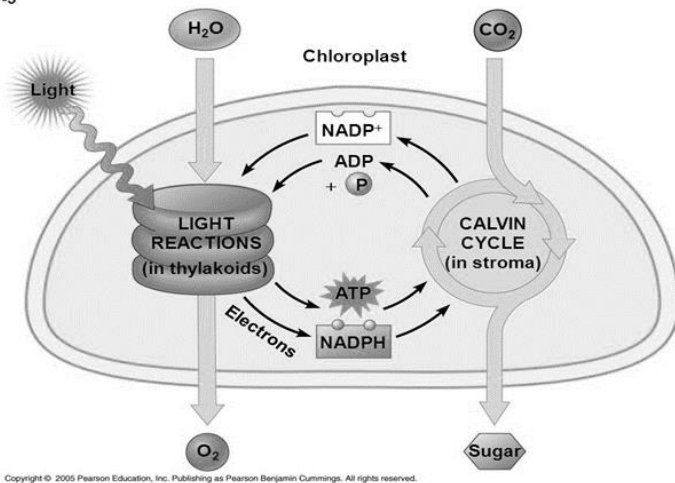 H₂O
CO₂
Chloroplast
Light
NADP⁺
ADP
+ P
LIGHT
REACTIONS
(in thylakoids)
CALVIN
CYCLE
(in stroma)
ATP
Electrons
NADPH
O₂
Sugar
Copyright © 2005 Pearson Education, Inc. Publishing as Pearson Benjamin Cummings. All rights reserved.